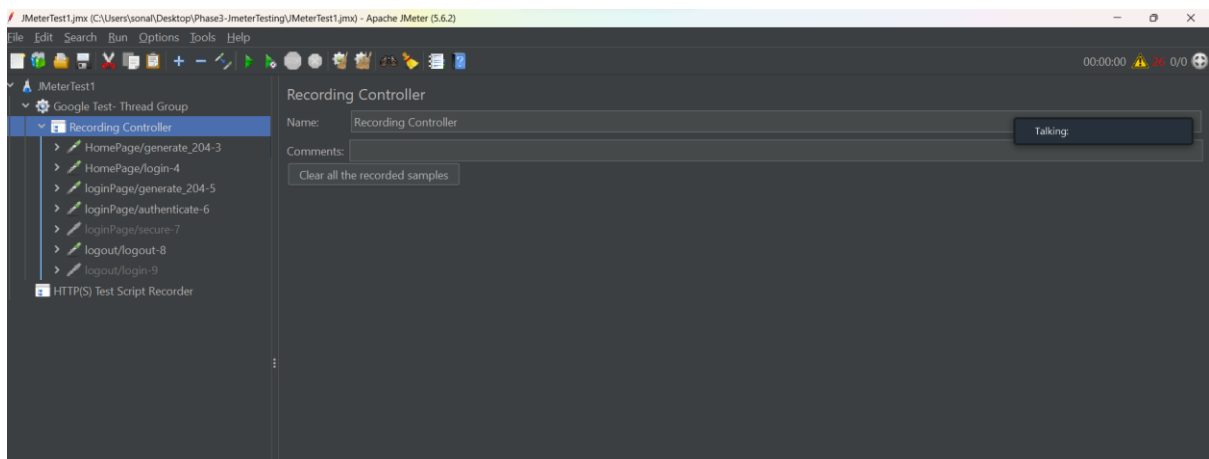 JMeterTest1.jmx (C:\Users\sonal\Desktop\Phase3-JmeterTesting\JMeterTest1.jmx) - Apache JMeter (5.6.2)
File Edit Search Run Options Tools Help
00:00:00 26 0/0
JMeterTest1
Google Test- Thread Group
Recording Controller
HomePage/generate_204-3
HomePage/login-4
loginPage/generate_204-5
loginPage/authenticate-6
loginPage/secure-7
logout/logout-8
logout/login-9
HTTP(S) Test Script Recorder
Recording Controller
Name: Recording Controller
Talking:
Comments:
Clear all the recorded samples